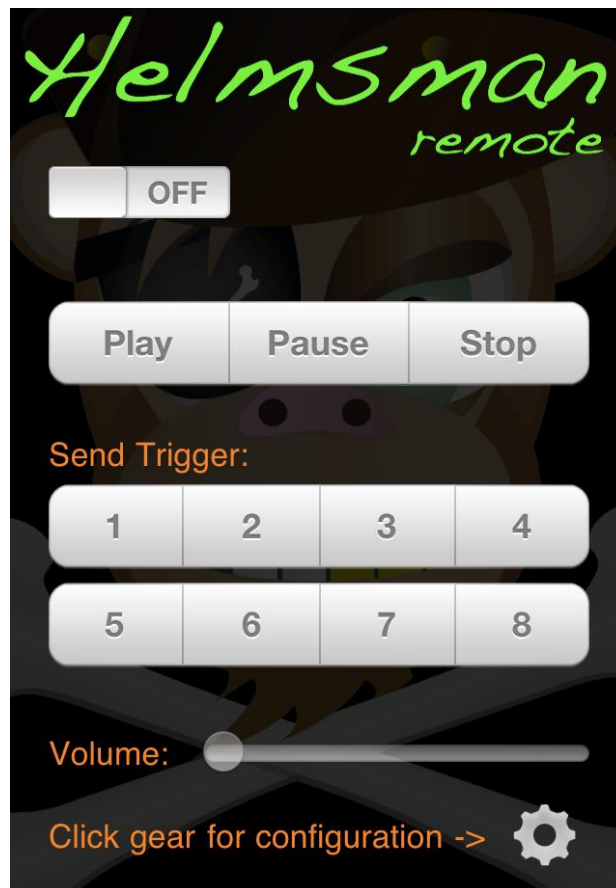 Helmsman
remote
OFF
Play Pause Stop
Send Trigger:
1 2 3 4
5 6 7 8
Volume:
Click gear for configuration ->